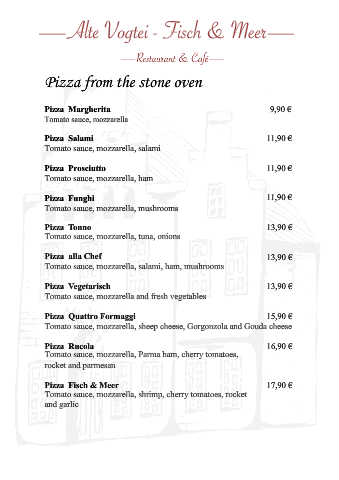 Alte Vogtei - Fisch & Meer
Restaurant & Café
Pizza from the stone oven
Pizza Margherita 9,90 €
Tomato sauce, mozzarella
Pizza Salami 11,90 €
Tomato sauce, mozzarella, salami
Pizza Prosciutto 11,90 €
Tomato sauce, mozzarella, ham
Pizza Funghi 11,90 €
Tomato sauce, mozzarella, mushrooms
Pizza Tonno 13,90 €
Tomato sauce, mozzarella, tuna, onions
Pizza alla Chef 13,90 €
Tomato sauce, mozzarella, salami, ham, mushrooms
Pizza Vegetarisch 13,90 €
Tomato sauce, mozzarella and fresh vegetables
Pizza Quattro Formaggi 15,90 €
Tomato sauce, mozzarella, sheep cheese, Gorgonzola and Gouda cheese
Pizza Rucola 16,90 €
Tomato sauce, mozzarella, Parma ham, cherry tomatoes,
rocket and parmesan
Pizza Fisch & Meer 17,90 €
Tomato sauce, mozzarella, shrimp, cherry tomatoes, rocket
and garlic